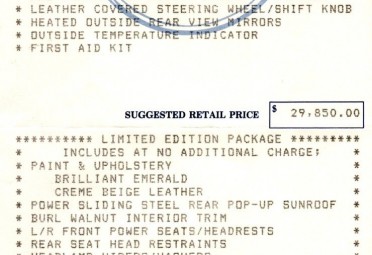 * LEATHER COVERED STEERING WHEEL/SHIFT KNOB
* HEATED OUTSIDE REAR VIEW MIRRORS
* OUTSIDE TEMPERATURE INDICATOR
* FIRST AID KIT
SUGGESTED RETAIL PRICE $ 29,850.00
********** LIMITED EDITION PACKAGE *********
* INCLUDES AT NO ADDITIONAL CHARGE: *
* PAINT & UPHOLSTERY *
* BRILLIANT EMERALD *
* CREME BEIGE LEATHER *
* POWER SLIDING STEEL REAR POP-UP SUNROOF *
* BURL WALNUT INTERIOR TRIM *
* L/R FRONT POWER SEATS/HEADRESTS *
* REAR SEAT HEAD RESTRAINTS *
* HEADLAMP WIPERS/WASHERS *